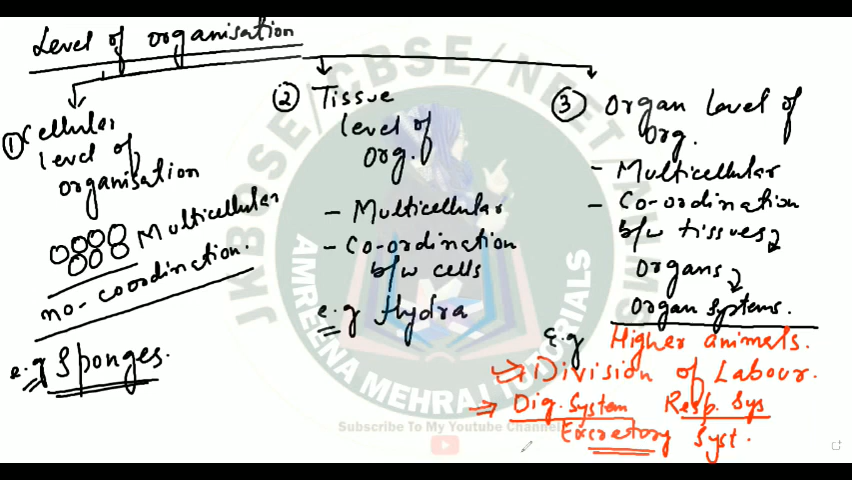 Level of organisation
① Cellular
level of
organisation
Multicellular
no-coordination.
e.g Sponges.
② Tissue
level of
org.
- Multicellular
- Co-ordination
b/w cells
e.g Hydra
③ Organ level of
org.
- Multicellular
- Co-ordination
b/w tissues
Organs
Organ systems.
E.g Higher animals.
⇒ Division of Labour.
⇒ Dig. System Resp. Sys
Excretory Syst.
JKBOSE/CBSE/NEET/ANMS
AMREENA MEHRAJ TUTORIALS
Subscribe To My Youtube Channel